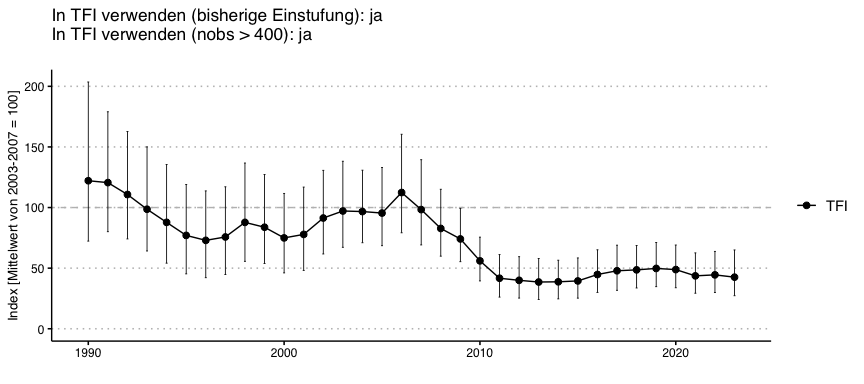 In TFI verwenden (bisherige Einstufung): ja
In TFI verwenden (nobs > 400): ja
Index [Mittelwert von 2003-2007 = 100]
200
150
100
50
0
1990
2000
2010
2020
TFI